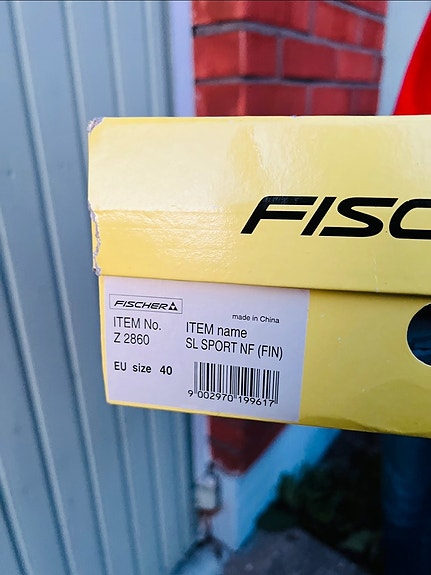 FISC
FISCHER
made in China
ITEM No.
ITEM name
Z 2860
SL SPORT NF (FIN)
EU size 40
9 002970 199617